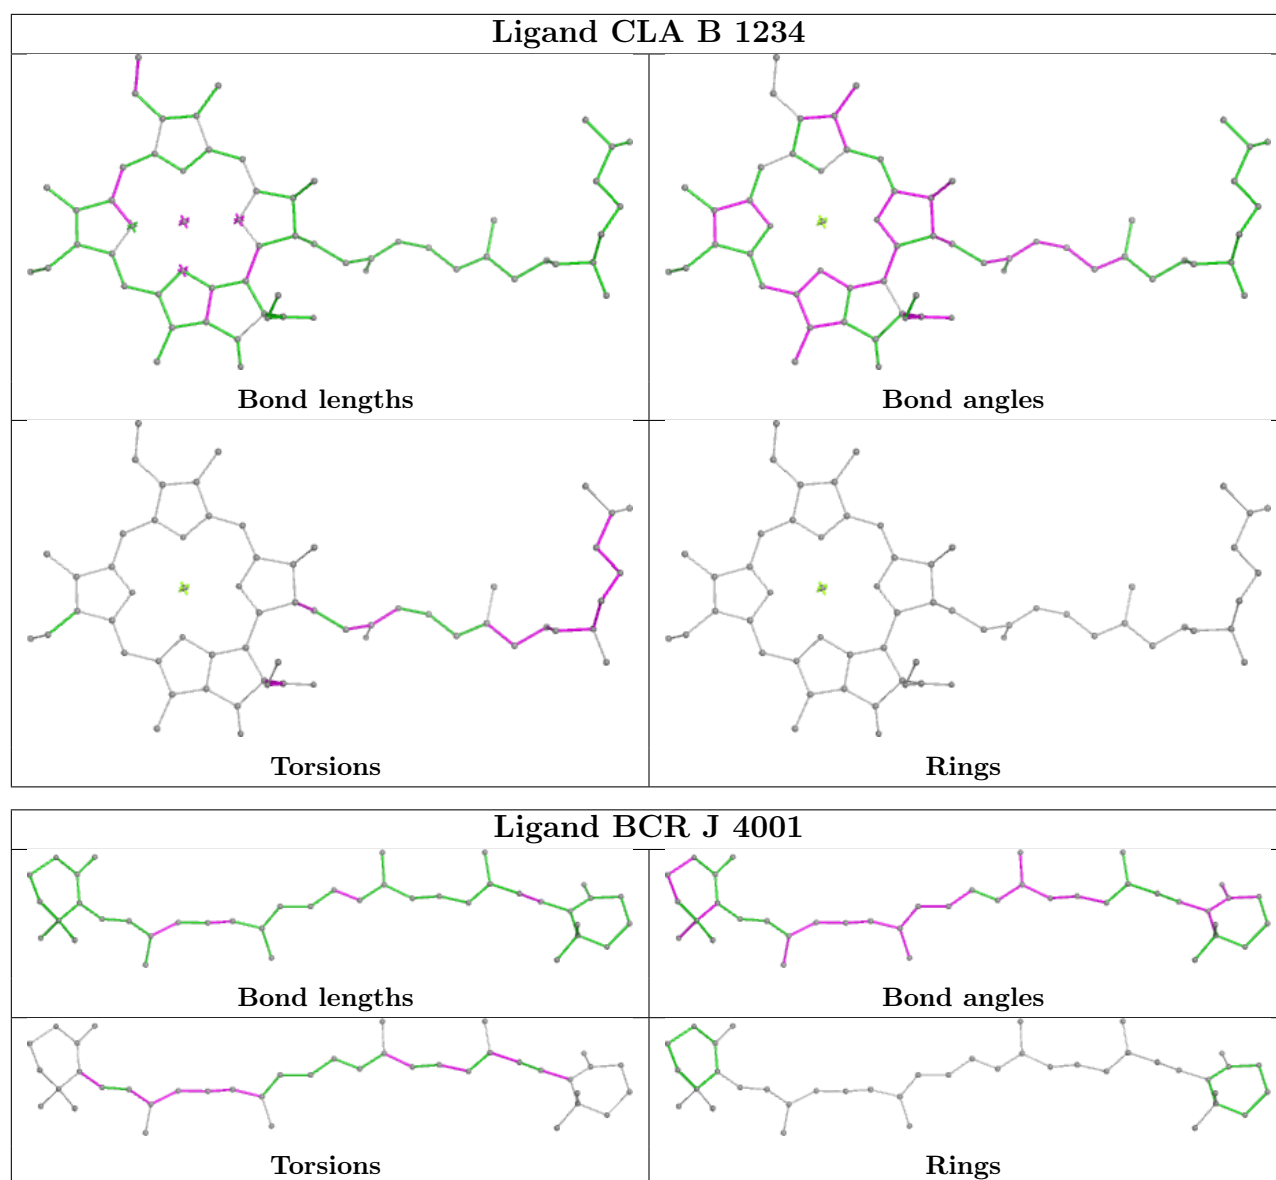 Ligand CLA B 1234
Bond lengths
Bond angles
Torsions
Rings
Ligand BCR J 4001
Bond lengths
Bond angles
Torsions
Rings